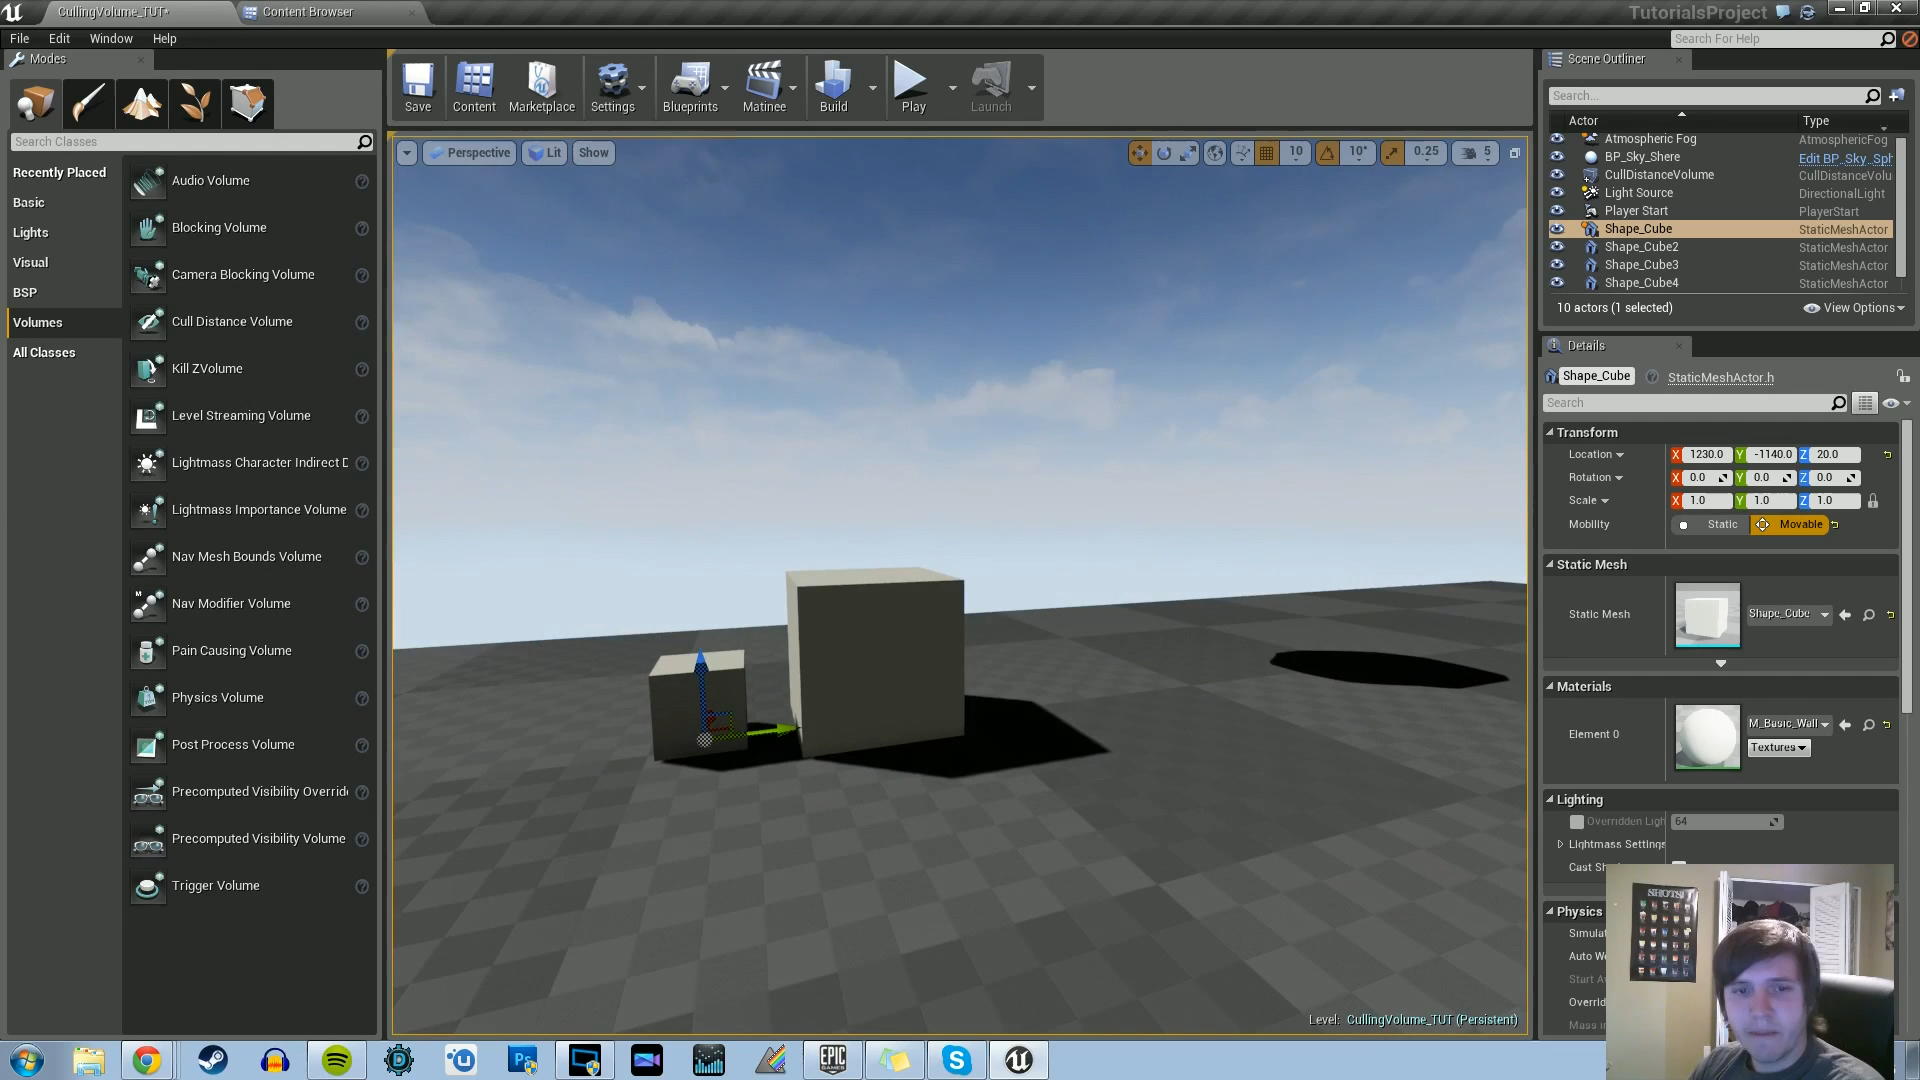 CullingVolume_TUT*
Content Browser
TutorialsProject
File Edit Window Help
Search For Help
Modes
Search Classes
Recently Placed
Basic
Lights
Visual
BSP
Volumes
All Classes
Audio Volume
Blocking Volume
Camera Blocking Volume
Cull Distance Volume
Kill ZVolume
Level Streaming Volume
Lightmass Character Indirect D
Lightmass Importance Volume
Nav Mesh Bounds Volume
Nav Modifier Volume
Pain Causing Volume
Physics Volume
Post Process Volume
Precomputed Visibility Override
Precomputed Visibility Volume
Trigger Volume
Save Content Marketplace Settings Blueprints Matinee Build Play Launch
Perspective Lit Show
10 10° 0.25 5
Level: CullingVolume_TUT (Persistent)
Scene Outliner
Search...
Actor Type
Atmospheric Fog AtmosphericFog
BP_Sky_Shere Edit BP_Sky_Sph
CullDistanceVolume CullDistanceVolu
Light Source DirectionalLight
Player Start PlayerStart
Shape_Cube StaticMeshActor
Shape_Cube2 StaticMeshActor
Shape_Cube3 StaticMeshActor
Shape_Cube4 StaticMeshActor
10 actors (1 selected) View Options
Details
Shape_Cube StaticMeshActor.h
Search
Transform
Location X 1230.0 Y -1140.0 Z 20.0
Rotation X 0.0 Y 0.0 Z 0.0
Scale X 1.0 Y 1.0 Z 1.0
Mobility Static Movable
Static Mesh
Static Mesh Shape_Cube
Materials
Element 0 M_Basic_Wall
Textures
Lighting
Overridden Ligh 64
Lightmass Settings
Cast Sh
Physics
Simulat
Auto We
Start A
Overrid
Mass in
SHOTS!
EPIC GAMES
Ps